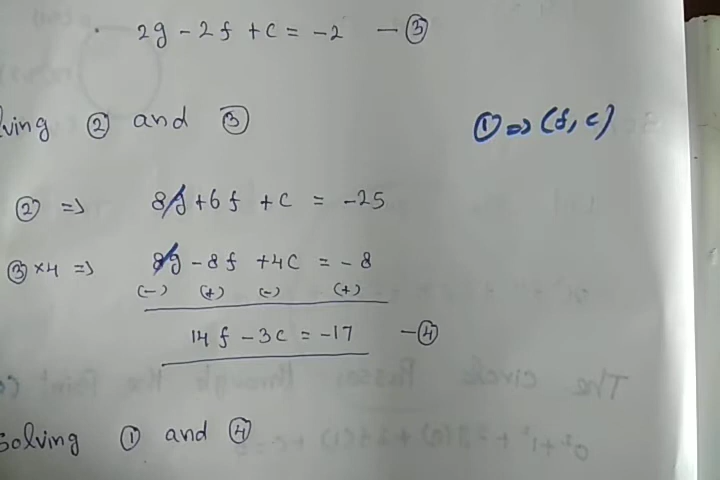 2g - 2f + c = -2 — ③
lving ② and ③
① ⇒ (f, c)
② ⇒ 8g + 6f + c = -25
③ ×4 ⇒ 8g - 8f + 4c = -8
(-) (+) (-) (+)
14f - 3c = -17 — ④
Solving ① and ④